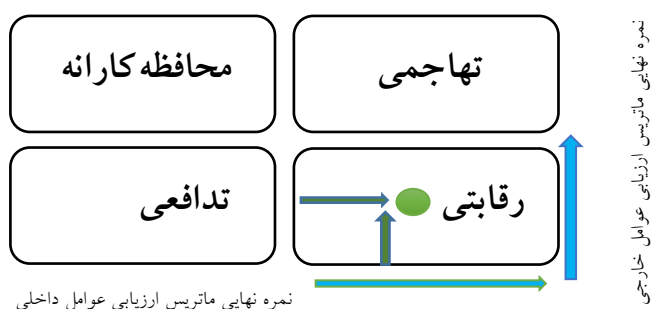 تهاجمی
محافظه کارانه
رقابتی
تدافعی
نمره نهایی ماتریس ارزیابی عوامل خارجی
نمره نهایی ماتریس ارزیابی عوامل داخلی